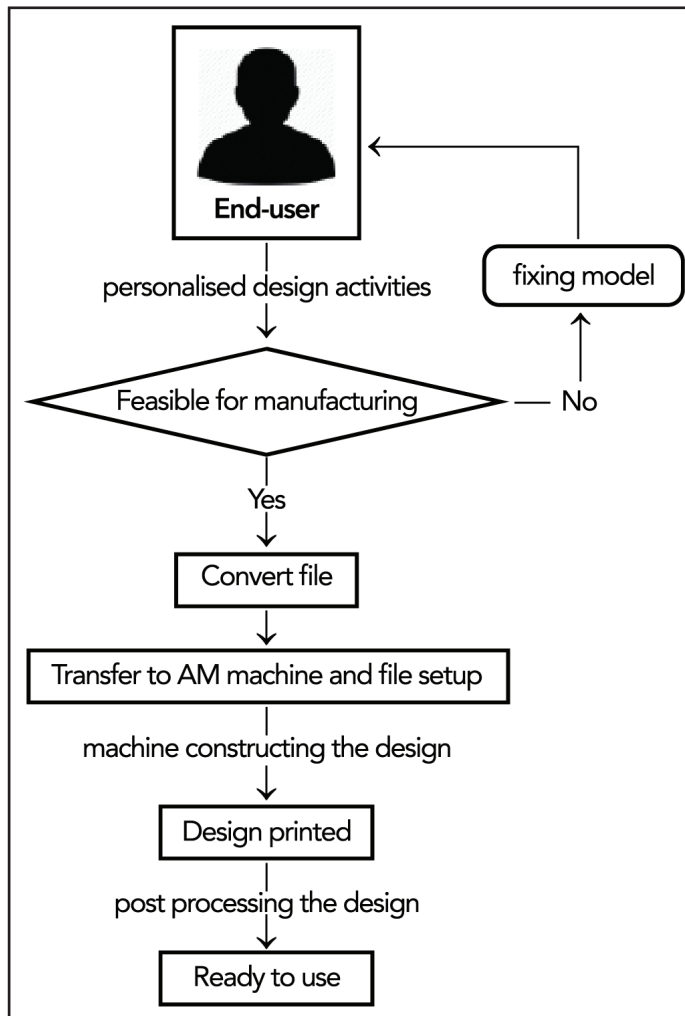 End-user
fixing model
personalised design activities
Feasible for manufacturing
No
Yes
Convert file
Transfer to AM machine and file setup
machine constructing the design
Design printed
post processing the design
Ready to use